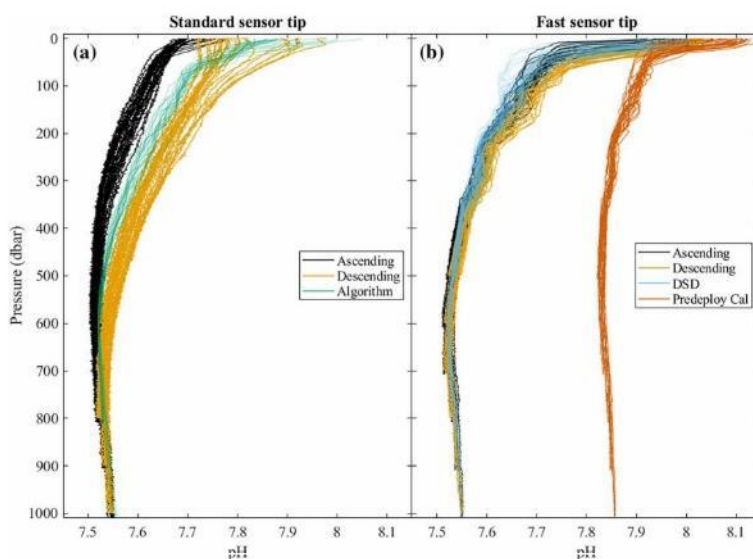 Standard sensor tip
Fast sensor tip
(a)
(b)
0
100
200
300
400
500
600
700
800
900
1000
Pressure (dbar)
Ascending
Descending
Algorithm
Ascending
Descending
DSD
Predeploy Cal
7.5 7.6 7.7 7.8 7.9 8 8.1
7.5 7.6 7.7 7.8 7.9 8 8.1
pH
pH